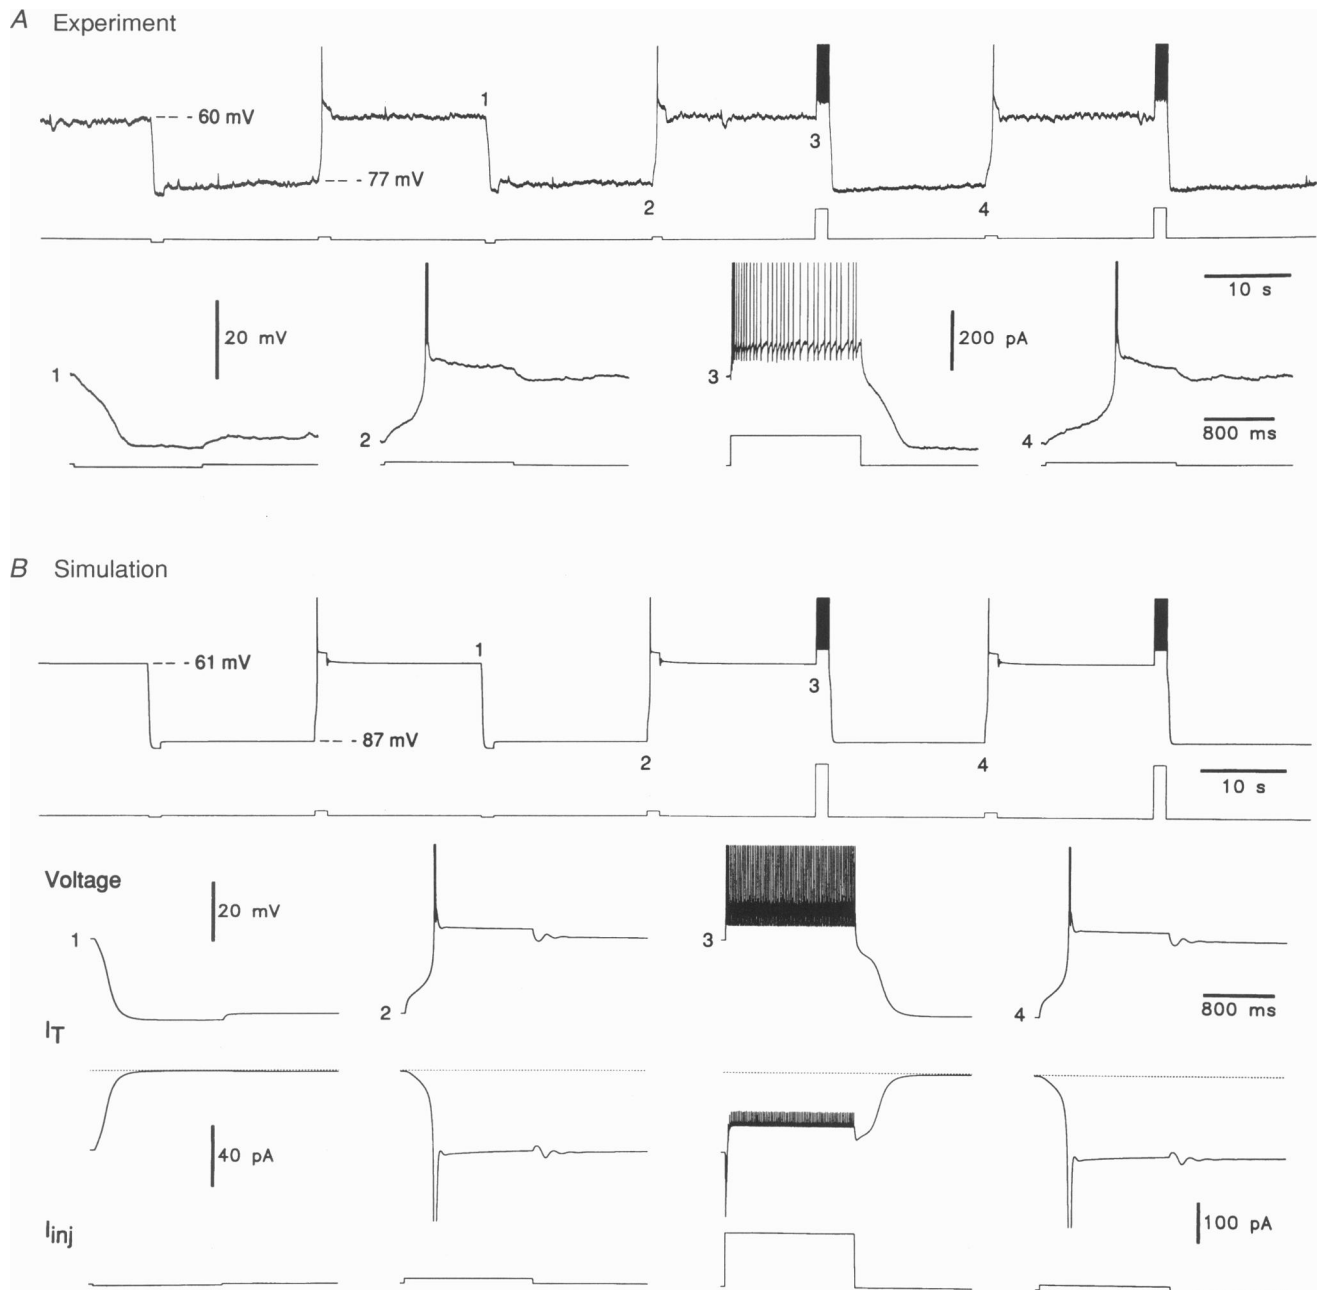 A Experiment
1
- 60 mV
3
- 77 mV
2
4
10 s
20 mV
200 pA
1
3
800 ms
2
4
B Simulation
1
- 61 mV
3
- 87 mV
2
4
10 s
Voltage
20 mV
1
3
800 ms
2
4
IT
40 pA
100 pA
Iinj